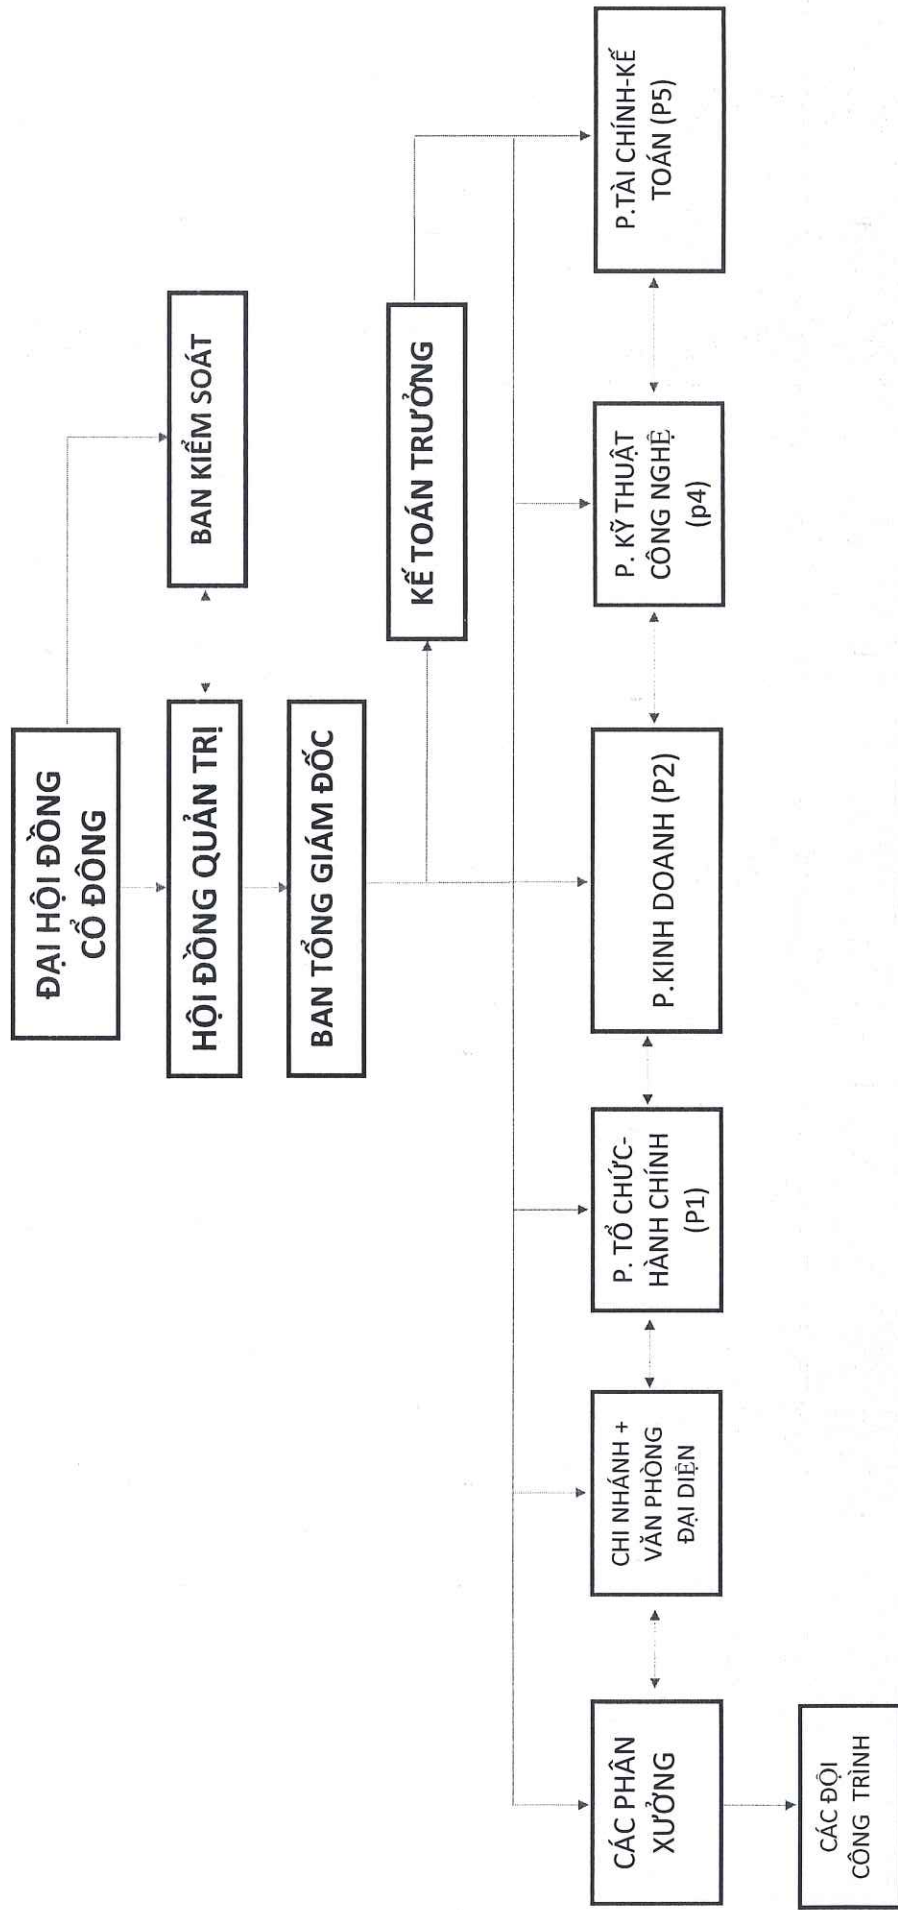 ĐẠI HỘI ĐỒNG
CỔ ĐÔNG
HỘI ĐỒNG QUẢN TRỊ
BAN KIỂM SOÁT
BAN TỔNG GIÁM ĐỐC
KẾ TOÁN TRƯỞNG
CÁC PHÂN
XƯỞNG
CHI NHÁNH +
VĂN PHÒNG
ĐẠI DIỆN
P. TỔ CHỨC-
HÀNH CHÍNH
(P1)
P.KINH DOANH (P2)
P. KỸ THUẬT
CÔNG NGHỆ
(p4)
P.TÀI CHÍNH-KẾ
TOÁN (P5)
CÁC ĐỘI
CÔNG TRÌNH